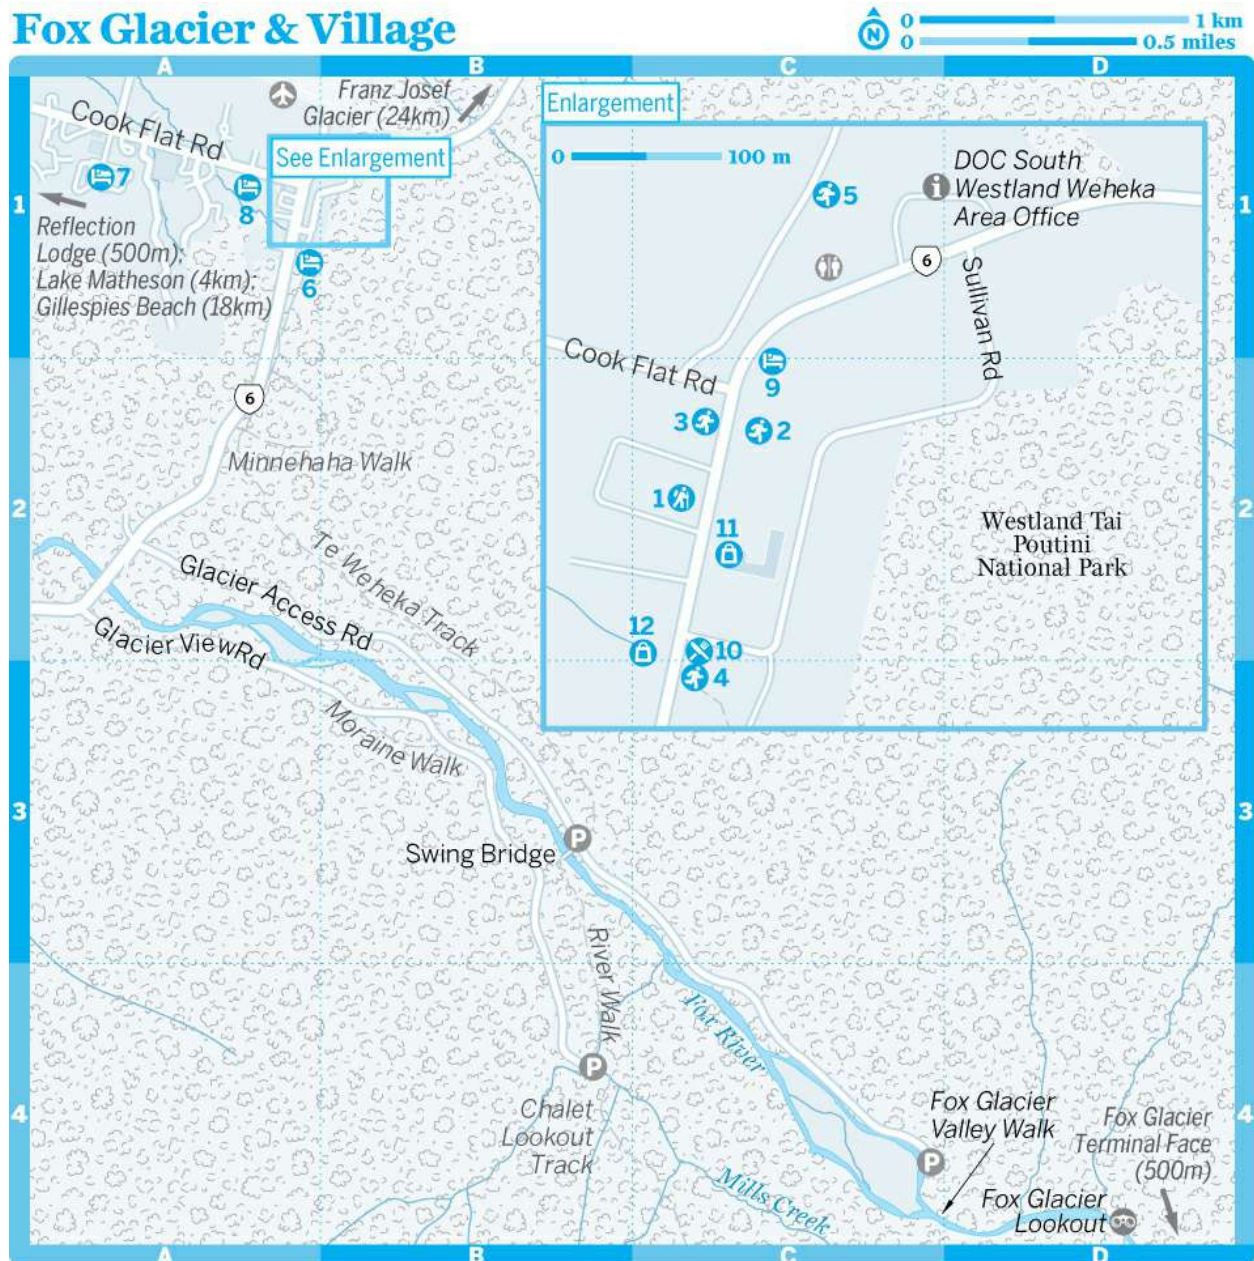 Fox Glacier & Village
N
0 1 km
0 0.5 miles
A B C D
Franz Josef
Glacier (24km)
Enlargement
Cook Flat Rd
See Enlargement
7
8
6
1
Reflection
Lodge (500m);
Lake Matheson (4km);
Gillespies Beach (18km)
0 100 m
DOC South
Westland Weheka
Area Office
5
6
Sullivan Rd
1
Cook Flat Rd
9
3
2
1
11
12
10
4
Westland Tai
Poutini
National Park
6
Minnehaha Walk
2
2
Te Weheka Track
Glacier Access Rd
Glacier View Rd
Moraine Walk
3
3
P
Swing Bridge
River Walk
Fox River
P
4
4
Chalet
Lookout
Track
Mills Creek
Fox Glacier
Valley Walk
P
Fox Glacier
Terminal Face
(500m)
Fox Glacier
Lookout
A B C D